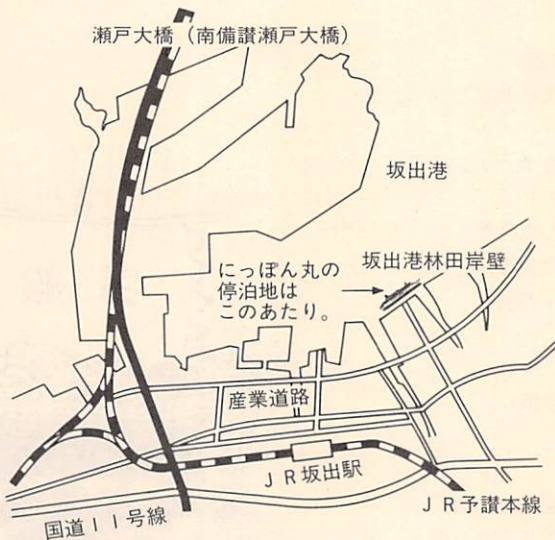 瀬戸大橋(南備讃瀬戸大橋)
坂出港
坂出港林田岸壁
にっぽん丸の
停泊地は
このあたり。
産業道路
JR坂出駅
JR予讃本線
国道11号線